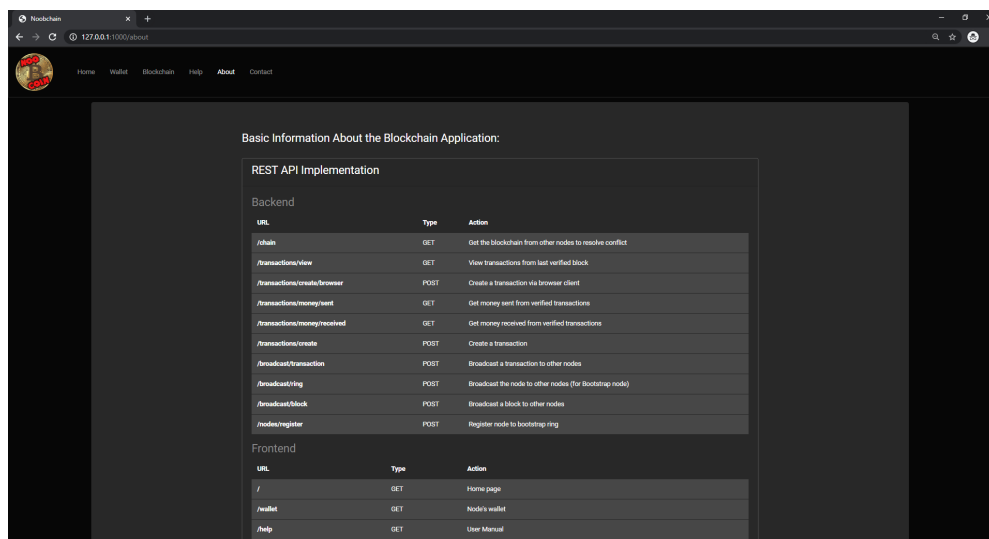 Noobchain
127.0.0.1:1000/about
NOO
B
COIN
Home Wallet Blockchain Help About Contact
Basic Information About the Blockchain Application:
REST API Implementation
Backend
URL Type Action
/chain GET Get the blockchain from other nodes to resolve conflict
/transactions/view GET View transactions from last verified block
/transactions/create/browser POST Create a transaction via browser client
/transactions/money/sent GET Get money sent from verified transactions
/transactions/money/received GET Get money received from verified transactions
/transactions/create POST Create a transaction
/broadcast/transaction POST Broadcast a transaction to other nodes
/broadcast/ring POST Broadcast the node to other nodes (for Bootstrap node)
/broadcast/block POST Broadcast a block to other nodes
/nodes/register POST Register node to bootstrap ring
Frontend
URL Type Action
/ GET Home page
/wallet GET Node's wallet
/help GET User Manual